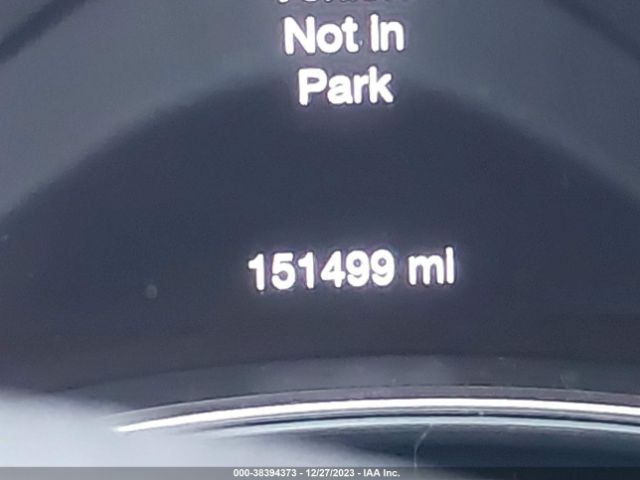 Not in
Park
151499 mi
000-38394373 - 12/27/2023 - IAA Inc.